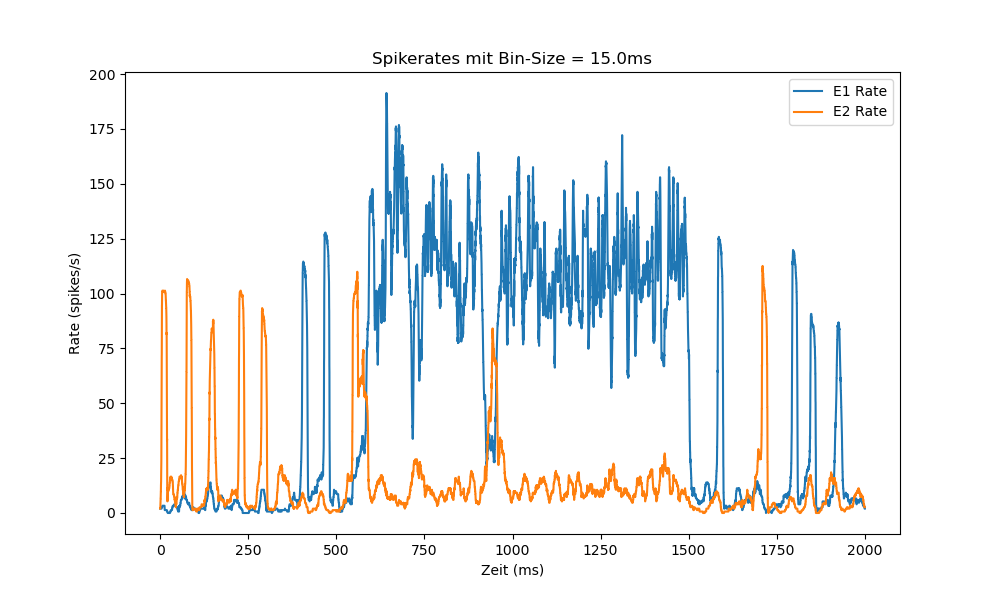 Spikerates mit Bin-Size = 15.0ms
E1 Rate
E2 Rate
Rate (spikes/s)
200
175
150
125
100
75
50
25
0
0 250 500 750 1000 1250 1500 1750 2000
Zeit (ms)